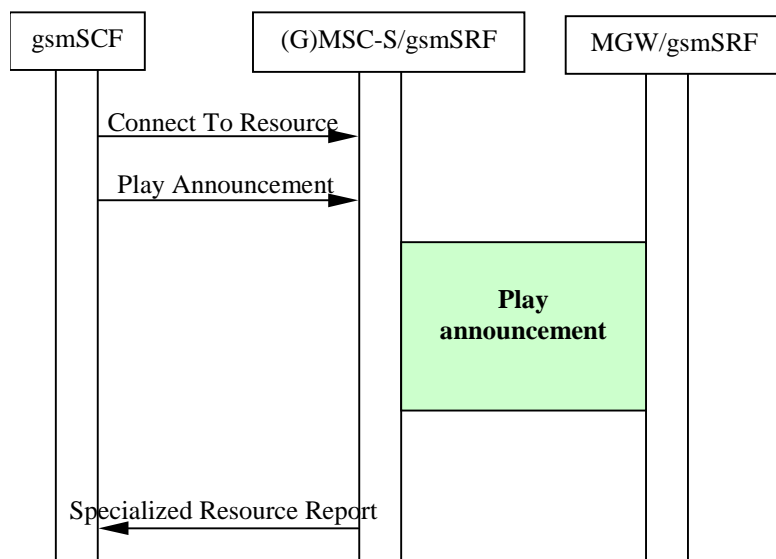 gsmSCF
(G)MSC-S/gsmSRF
MGW/gsmSRF
Connect To Resource
Play Announcement
Play
announcement
Specialized Resource Report